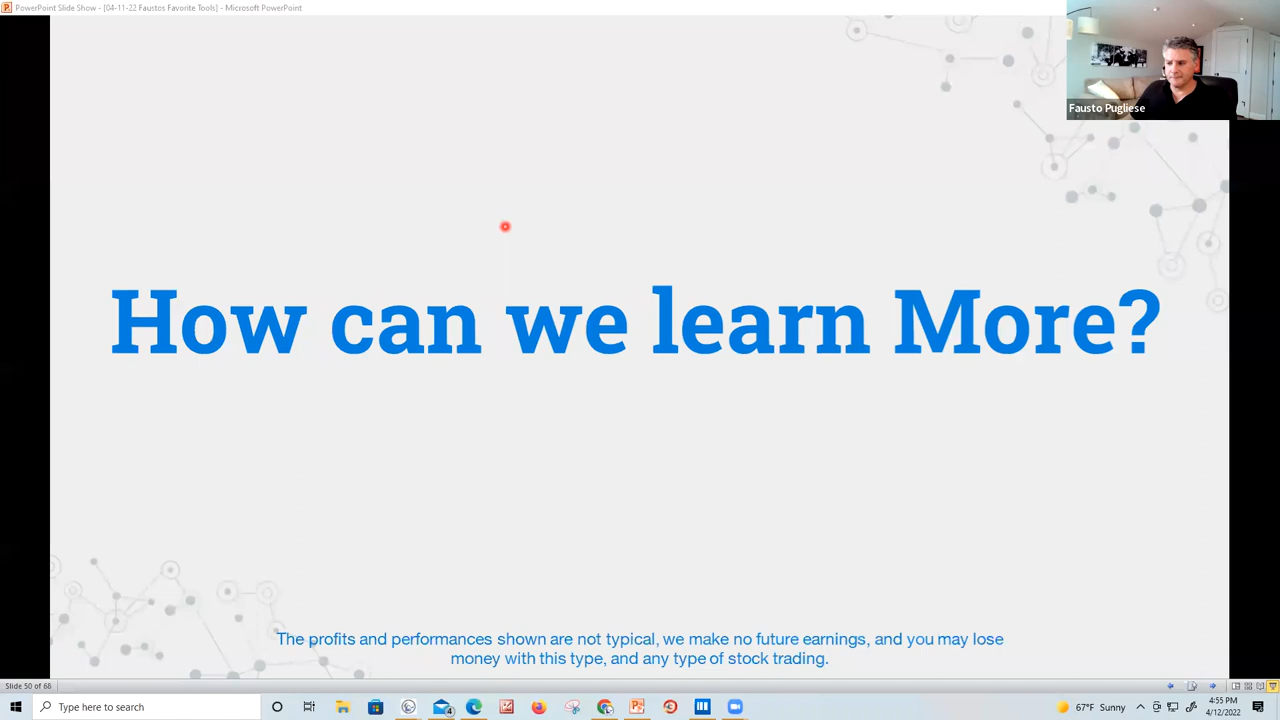 PowerPoint Slide Show - [04-11-22 Faustos Favorite Tools] - Microsoft PowerPoint
Fausto Pugliese
How can we learn More?
The profits and performances shown are not typical, we make no future earnings, and you may lose
money with this type, and any type of stock trading.
Slide 50 of 66
Type here to search
4
67°F Sunny
4:55 PM
4/12/2022